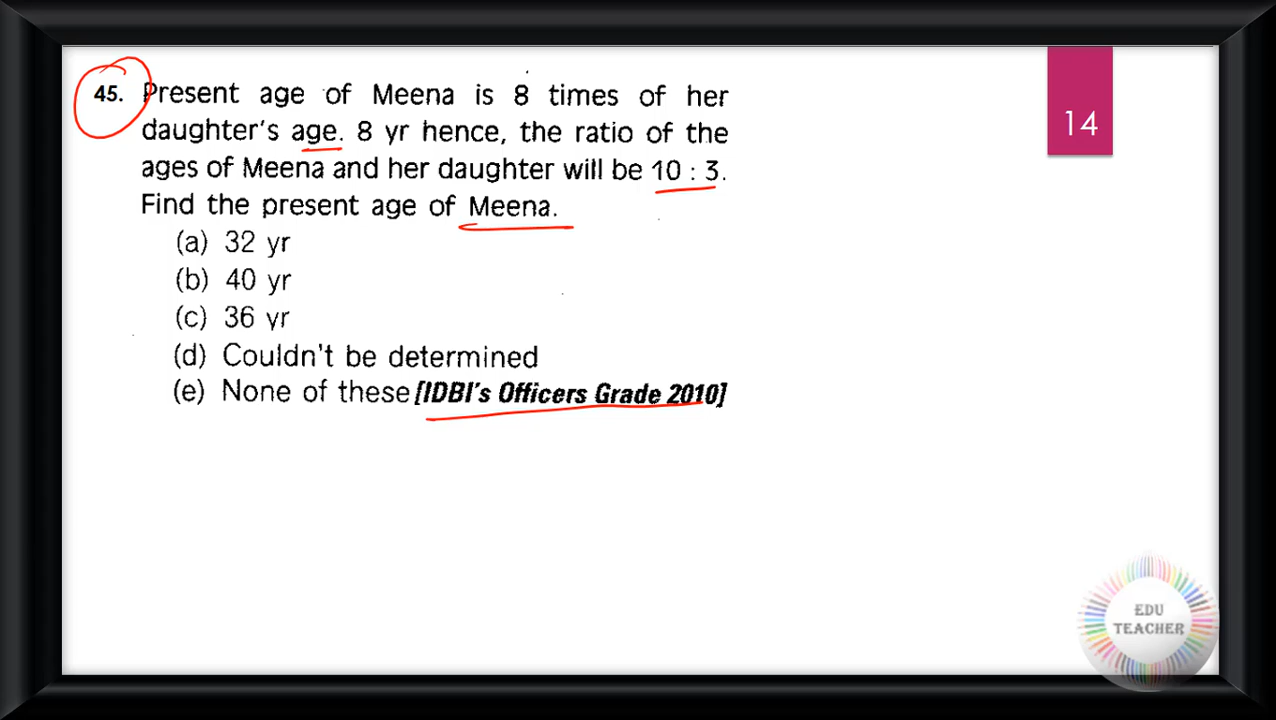 14
45. Present age of Meena is 8 times of her
daughter's age. 8 yr hence, the ratio of the
ages of Meena and her daughter will be 10 : 3.
Find the present age of Meena.
(a) 32 yr
(b) 40 yr
(c) 36 yr
(d) Couldn't be determined
(e) None of these [IDBI's Officers Grade 2010]
EDU
TEACHER